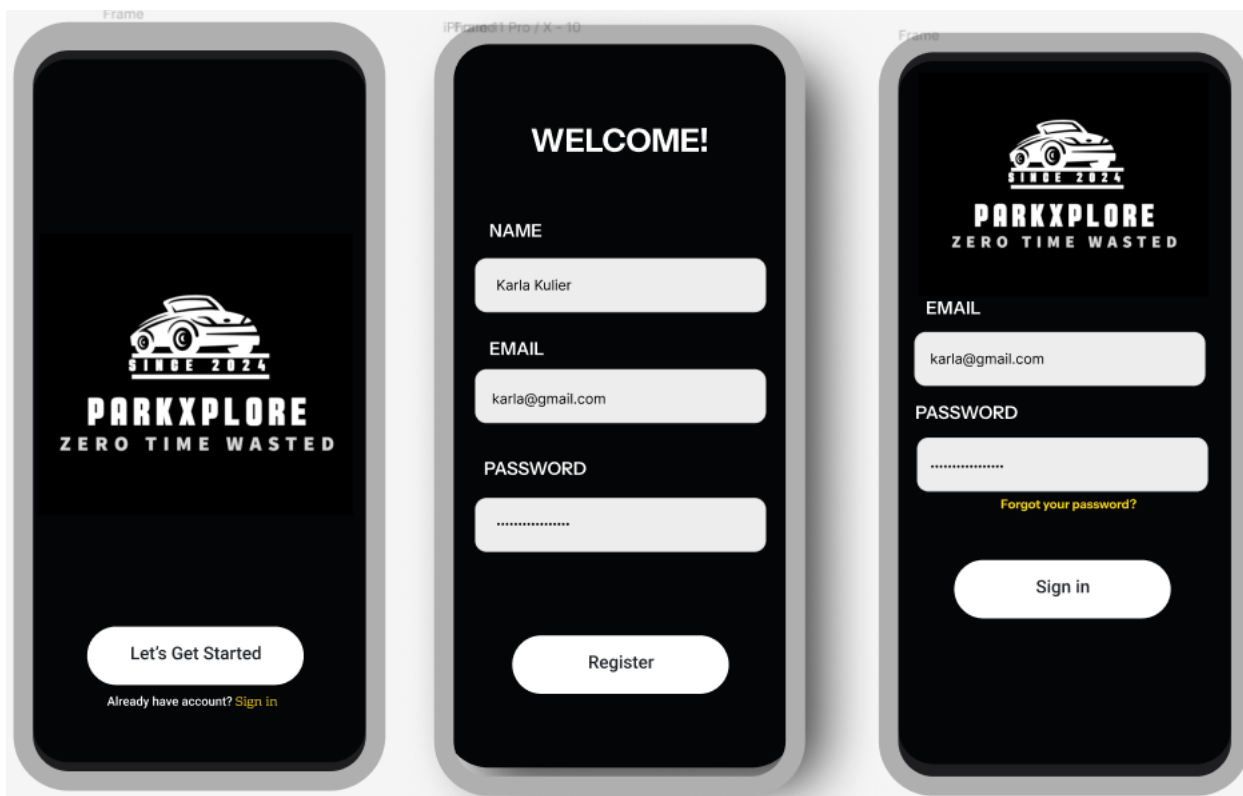 Frame
SINCE 2024
PARKXPLORE
ZERO TIME WASTED
Let's Get Started
Already have account? Sign in
Pro / X - 10
WELCOME!
NAME
Karla Kulier
EMAIL
karla@gmail.com
PASSWORD
Register
Frame
SINCE 2024
PARKXPLORE
ZERO TIME WASTED
EMAIL
karla@gmail.com
PASSWORD
Forgot your password?
Sign in